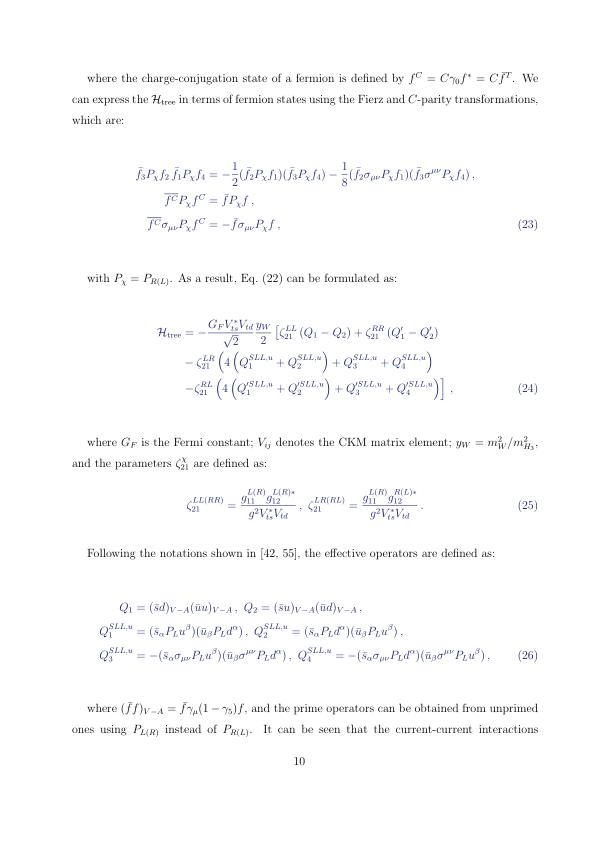 where the charge-conjugation state of a fermion is defined by $f^C = C\gamma_0 f^* = C\bar{f}^T$. We
can express the $\mathcal{H}_{\rm tree}$ in terms of fermion states using the Fierz and $C$-parity transformations,
which are:
$\bar{f}_3 P_\chi f_2\, \bar{f}_1 P_\chi f_4 = -\frac{1}{2}(\bar{f}_2 P_\chi f_1)(\bar{f}_3 P_\chi f_4) - \frac{1}{8}(\bar{f}_2 \sigma_{\mu\nu} P_\chi f_1)(\bar{f}_3 \sigma^{\mu\nu} P_\chi f_4)\,,$
$\overline{f^C} P_\chi f^C = \bar{f} P_\chi f\,,$
$\overline{f^C} \sigma_{\mu\nu} P_\chi f^C = -\bar{f} \sigma_{\mu\nu} P_\chi f\,,$ (23)
with $P_\chi = P_{R(L)}$. As a result, Eq. (22) can be formulated as:
$\mathcal{H}_{\rm tree} = -\frac{G_F V_{ts}^* V_{td}}{\sqrt{2}} \frac{y_W}{2} \left[ \zeta_{21}^{LL} (Q_1 - Q_2) + \zeta_{21}^{RR} (Q_1' - Q_2') \right.$
$- \zeta_{21}^{LR} \left( 4 \left( Q_1^{SLL,u} + Q_2^{SLL,u} \right) + Q_3^{SLL,u} + Q_4^{SLL,u} \right)$
$\left. - \zeta_{21}^{RL} \left( 4 \left( Q_1'^{SLL,u} + Q_2'^{SLL,u} \right) + Q_3'^{SLL,u} + Q_4'^{SLL,u} \right) \right]\,,$ (24)
where $G_F$ is the Fermi constant; $V_{ij}$ denotes the CKM matrix element; $y_W = m_W^2/m_{H_3}^2$,
and the parameters $\zeta_{21}^\chi$ are defined as:
$\zeta_{21}^{LL(RR)} = \frac{g_{11}^{L(R)} g_{12}^{L(R)*}}{g^2 V_{ts}^* V_{td}}\,,\ \zeta_{21}^{LR(RL)} = \frac{g_{11}^{L(R)} g_{12}^{R(L)*}}{g^2 V_{ts}^* V_{td}}\,.$ (25)
Following the notations shown in [42, 55], the effective operators are defined as:
$Q_1 = (\bar{s}d)_{V-A} (\bar{u}u)_{V-A}\,,\ Q_2 = (\bar{s}u)_{V-A} (\bar{u}d)_{V-A}\,,$
$Q_1^{SLL,u} = (\bar{s}_\alpha P_L u^\beta)(\bar{u}_\beta P_L d^\alpha)\,,\ Q_2^{SLL,u} = (\bar{s}_\alpha P_L d^\alpha)(\bar{u}_\beta P_L u^\beta)\,,$
$Q_3^{SLL,u} = -(\bar{s}_\alpha \sigma_{\mu\nu} P_L u^\beta)(\bar{u}_\beta \sigma^{\mu\nu} P_L d^\alpha)\,,\ Q_4^{SLL,u} = -(\bar{s}_\alpha \sigma_{\mu\nu} P_L d^\alpha)(\bar{u}_\beta \sigma^{\mu\nu} P_L u^\beta)\,,$ (26)
where $(\bar{f}f)_{V-A} = \bar{f}\gamma_\mu(1 - \gamma_5)f$, and the prime operators can be obtained from unprimed
ones using $P_{L(R)}$ instead of $P_{R(L)}$. It can be seen that the current-current interactions
10